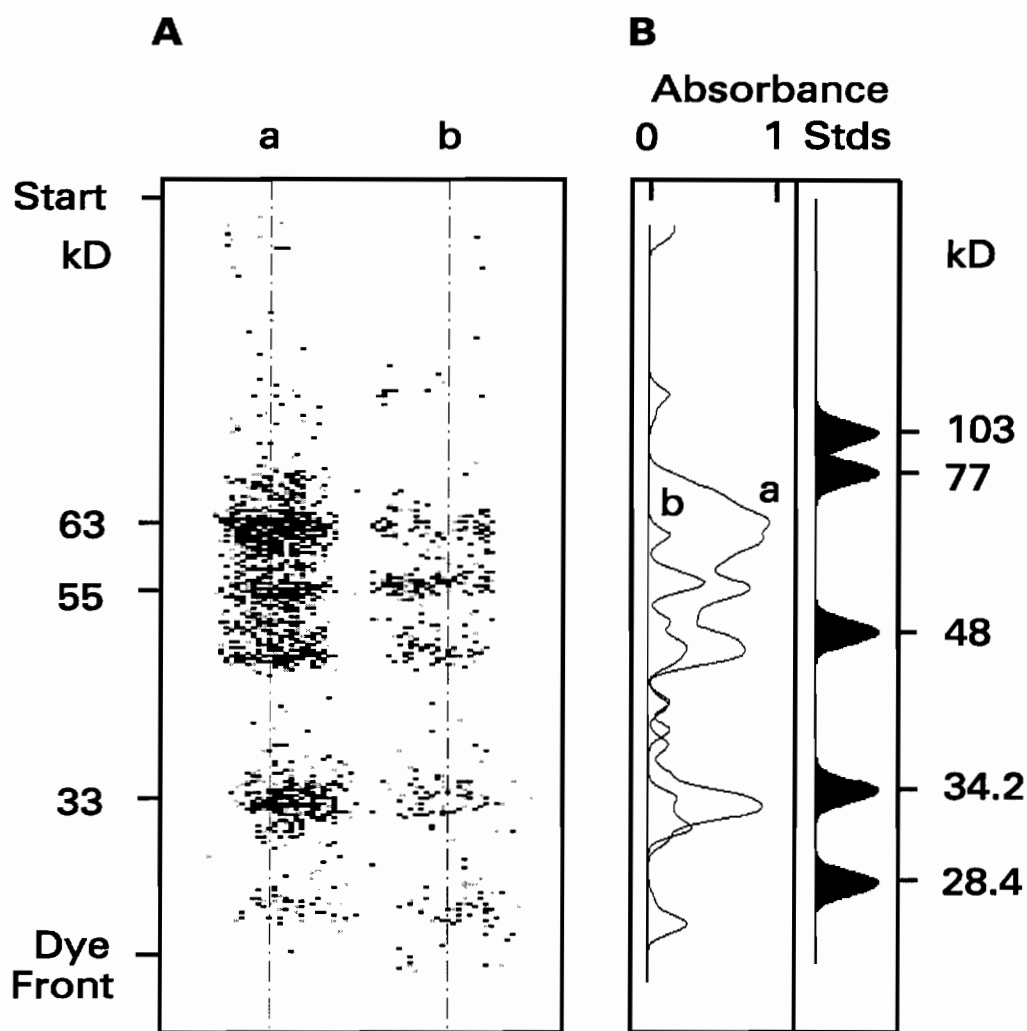 A
B
Absorbance
a b
0 1 Stds
Start
kD
63
55
33
Dye
Front
b a
kD
103
77
48
34.2
28.4